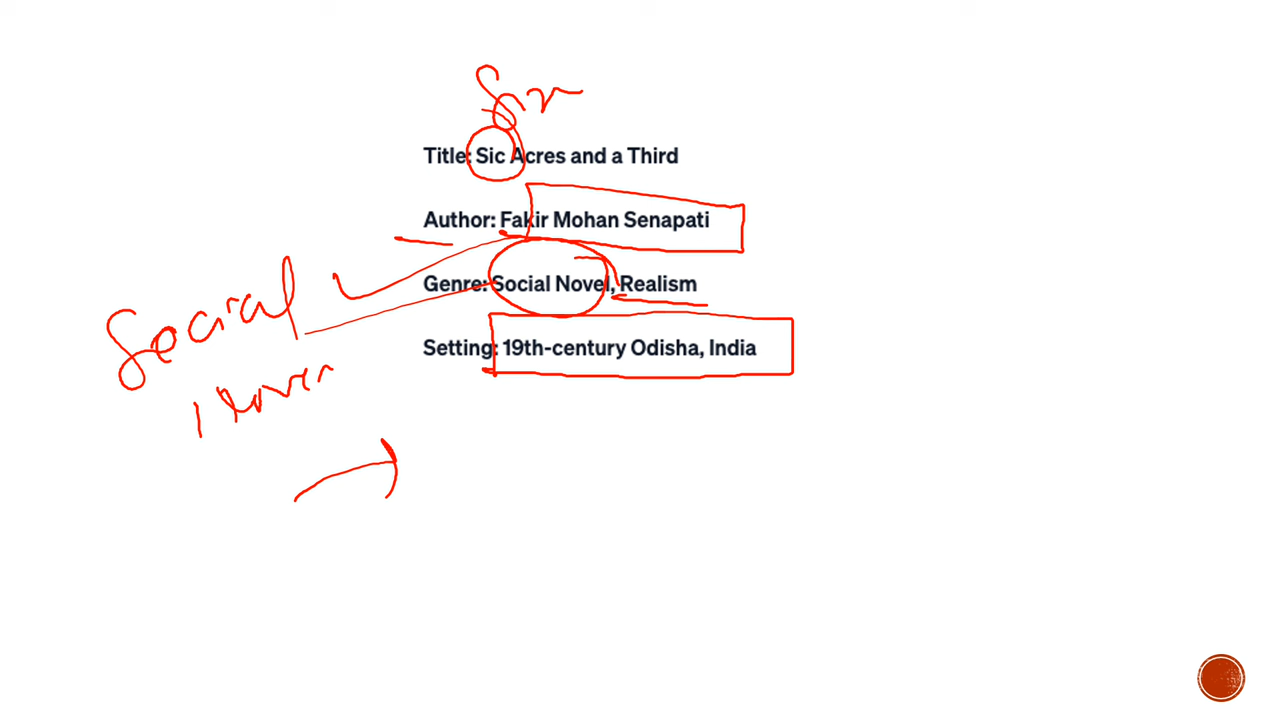 Six
Title: Sic Acres and a Third
Author: Fakir Mohan Senapati
Genre: Social Novel, Realism
Social
Setting: 19th-century Odisha, India